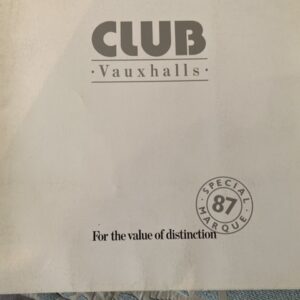 CLUB
·Vauxhalls·
·SPECIAL·
87
MARQUE
For the value of distinction